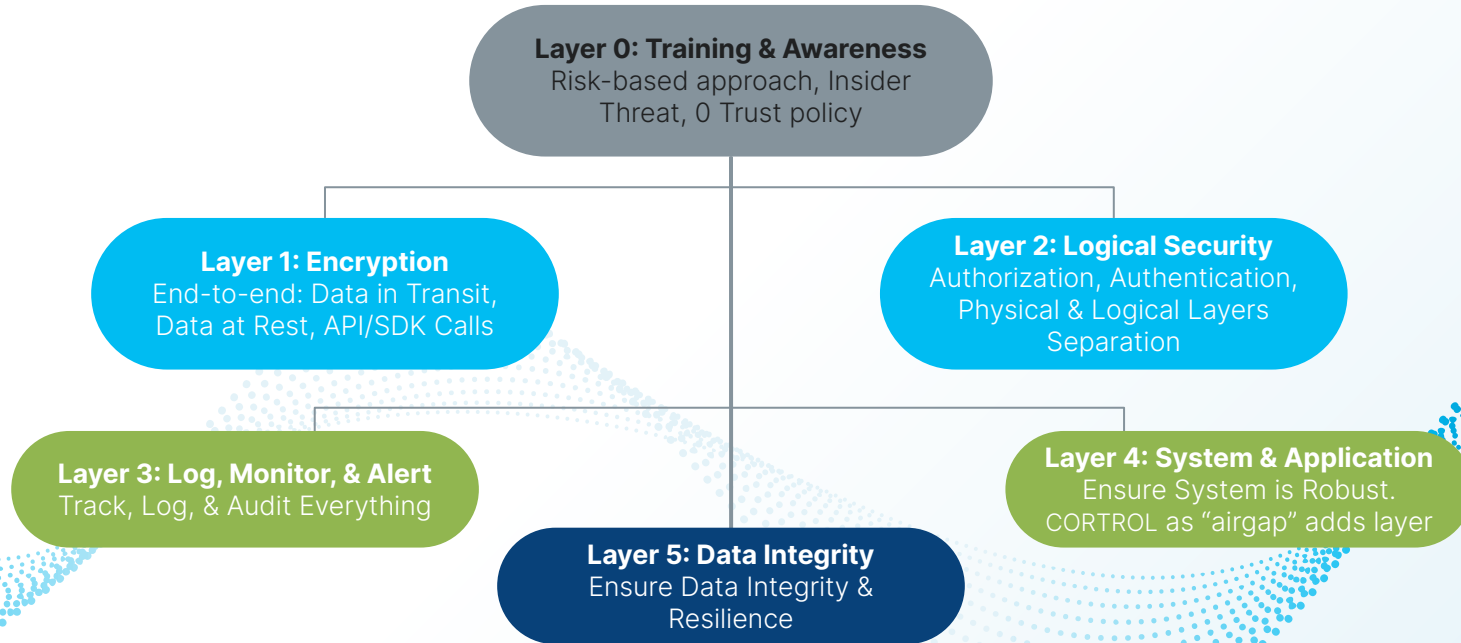 Layer 0: Training & Awareness
Risk-based approach, Insider
Threat, 0 Trust policy
Layer 1: Encryption
End-to-end: Data in Transit,
Data at Rest, API/SDK Calls
Layer 2: Logical Security
Authorization, Authentication,
Physical & Logical Layers
Separation
Layer 3: Log, Monitor, & Alert
Track, Log, & Audit Everything
Layer 4: System & Application
Ensure System is Robust.
CORTROL as “airgap” adds layer
Layer 5: Data Integrity
Ensure Data Integrity &
Resilience